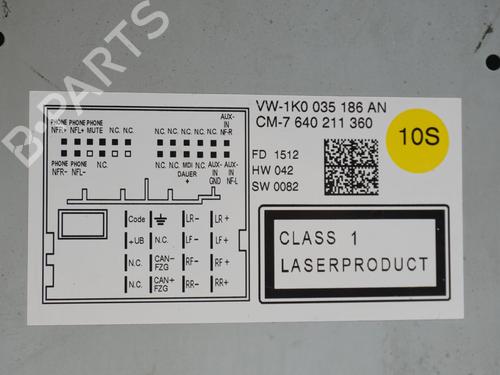 VW-1K0 035 186 AN
CM-7 640 211 360
10S
FD 1512
HW 042
SW 0082
CLASS 1
LASERPRODUCT
PHONE PHONE PHONE AUX-
NFR+ NFL+ MUTE N.C. N.C. N.C. N.C. N.C. IN
NF-R
PHONE PHONE N.C. N.C. MDI N.C. AUX- AUX-
NFR- NFL- DAUER IN IN
+ GND NF-L
Code LR- LR+
+UB N.C. LF- LF+
N.C. CAN- RF- RF+
FZG
N.C. CAN+ RR- RR+
FZG
B-PARTS